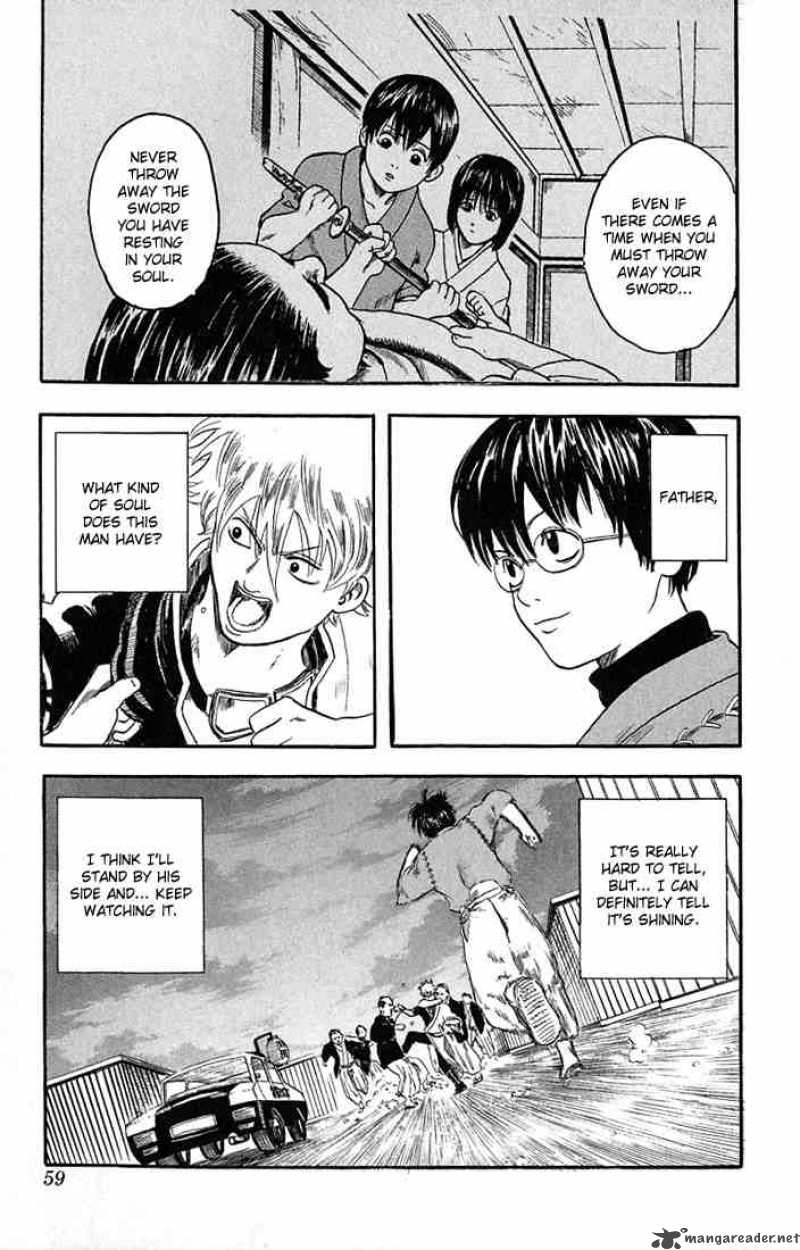 EVEN IF
THERE COMES A
TIME WHEN YOU
MUST THROW
AWAY YOUR
SWORD...
NEVER
THROW
AWAY THE
SWORD
YOU HAVE
RESTING
IN YOUR
SOUL.
FATHER,
WHAT KIND
OF SOUL
DOES THIS
MAN HAVE?
IT'S REALLY
HARD TO TELL,
BUT... I CAN
DEFINITELY TELL
IT'S SHINING.
I THINK I'LL
STAND BY HIS
SIDE AND... KEEP
WATCHING IT.
59
mangareader.net